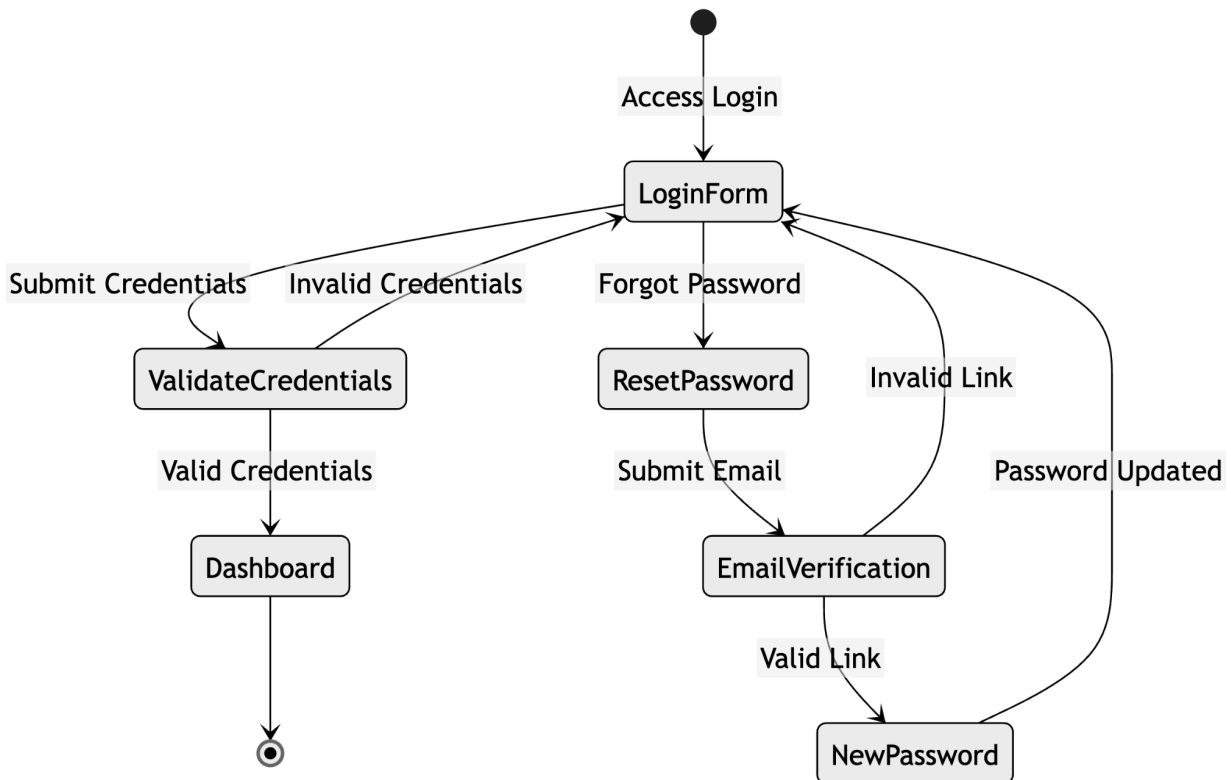 Access Login
LoginForm
Submit Credentials
Invalid Credentials
Forgot Password
ValidateCredentials
ResetPassword
Invalid Link
Valid Credentials
Submit Email
Password Updated
Dashboard
EmailVerification
Valid Link
NewPassword